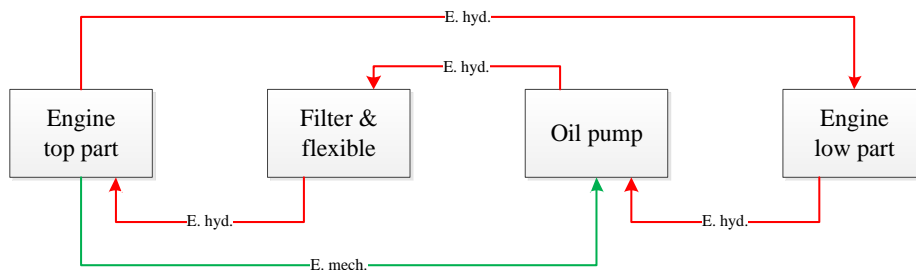 E. hyd.
E. hyd.
Engine
top part
Filter &
flexible
Oil pump
Engine
low part
E. hyd.
E. hyd.
E. mech.